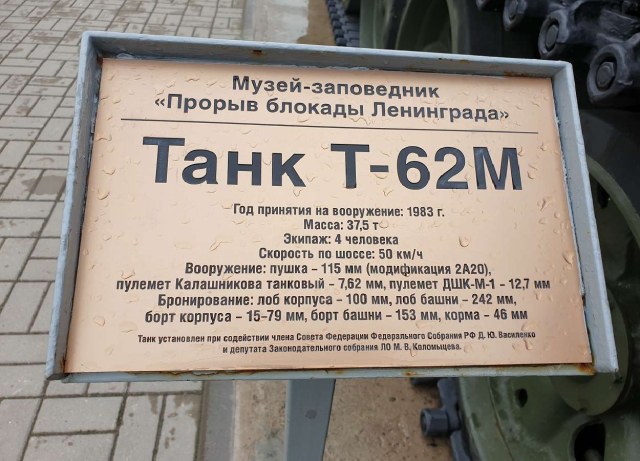 Музей-заповедник
«Прорыв блокады Ленинграда»
Танк Т-62М
Год принятия на вооружение: 1983 г.
Масса: 37,5 т
Экипаж: 4 человека
Скорость по шоссе: 50 км/ч
Вооружение: пушка – 115 мм (модификация 2А20),
пулемет Калашникова танковый – 7,62 мм, пулемет ДШК-М-1 – 12,7 мм
Бронирование: лоб корпуса – 100 мм, лоб башни – 242 мм,
борт корпуса – 15-79 мм, борт башни – 153 мм, корма – 46 мм
Танк установлен при содействии члена Совета Федерации Федерального Собрания РФ Д. Ю. Василенко
и депутата Законодательного собрания ЛО М. В. Коломыцева.